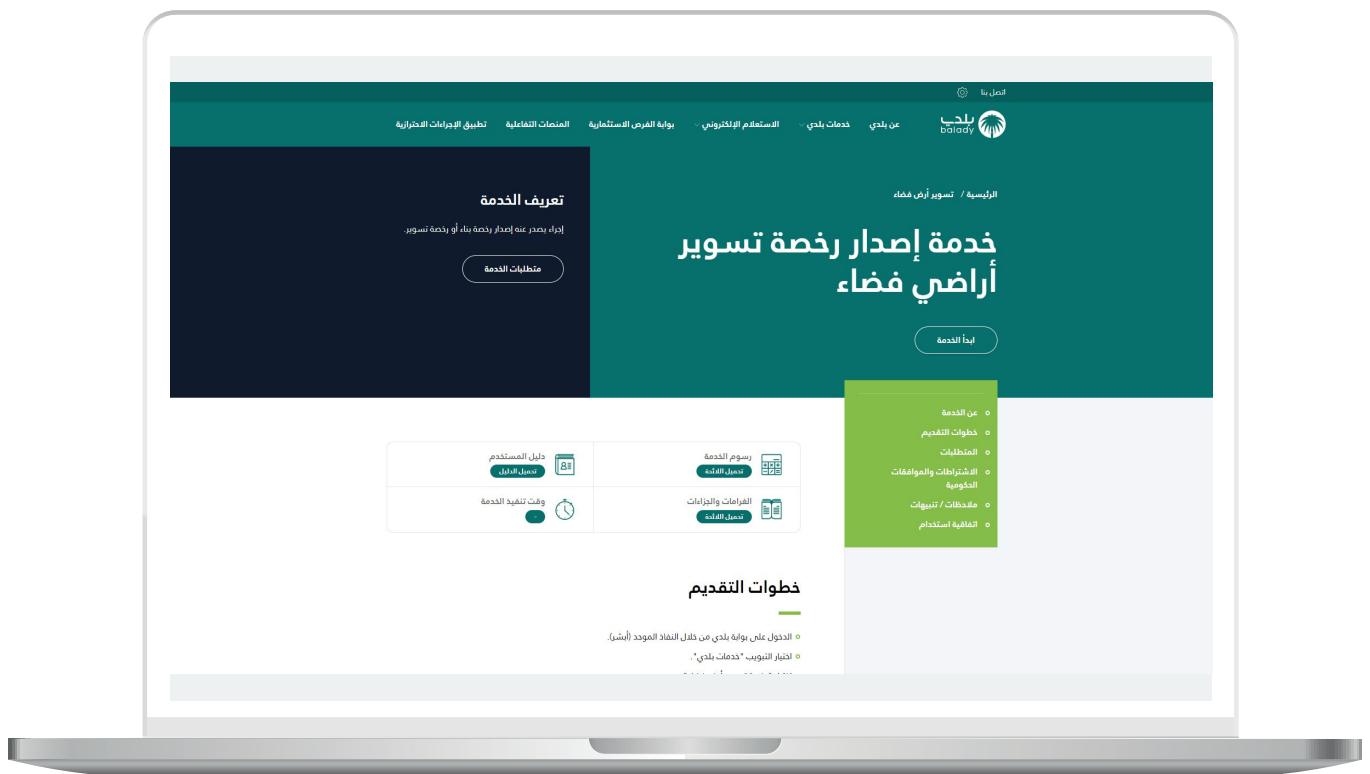 اتصل بنا
بلدي
balady
عن بلدي
خدمات بلدي
الاستعلام الإلكتروني
بوابة الفرص الاستثمارية
المنصات التفاعلية
تطبيق الإجراءات الاحترازية
الرئيسية / تسوير أرض فضاء
خدمة إصدار رخصة تسوير
أراضي فضاء
ابدأ الخدمة
تعريف الخدمة
إجراء يصدر عنه إصدار رخصة بناء أو رخصة تسوير.
متطلبات الخدمة
عن الخدمة
خطوات التقديم
المتطلبات
الاشتراطات والموافقات
الحكومية
ملاحظات / تنبيهات
اتفاقية استخدام
رسوم الخدمة
تحميل اللائحة
دليل المستخدم
تحميل الدليل
الغرامات والجزاءات
تحميل اللائحة
وقت تنفيذ الخدمة
-
خطوات التقديم
الدخول على بوابة بلدي من خلال النفاذ الموحد (أبشر).
اختيار التبويب "خدمات بلدي".